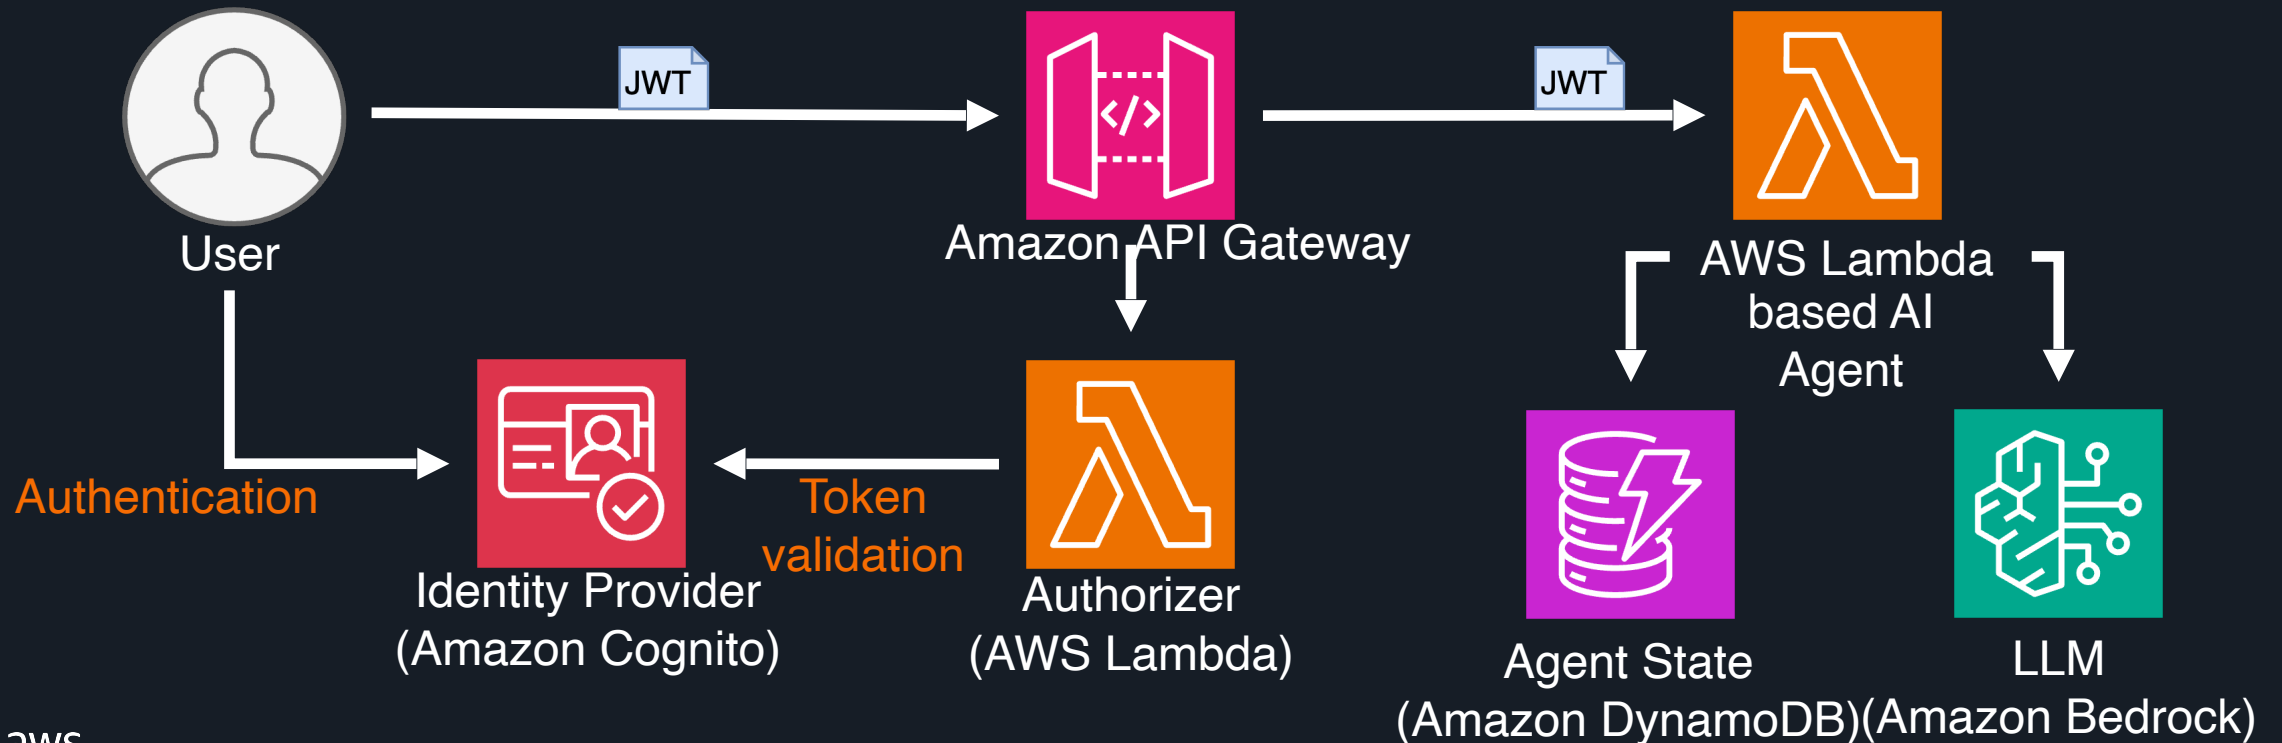 JWT
JWT
User
Amazon API Gateway
AWS Lambda
based AI
Agent
Authentication
Token
validation
Identity Provider
(Amazon Cognito)
Authorizer
(AWS Lambda)
Agent State
(Amazon DynamoDB)
LLM
(Amazon Bedrock)
aws